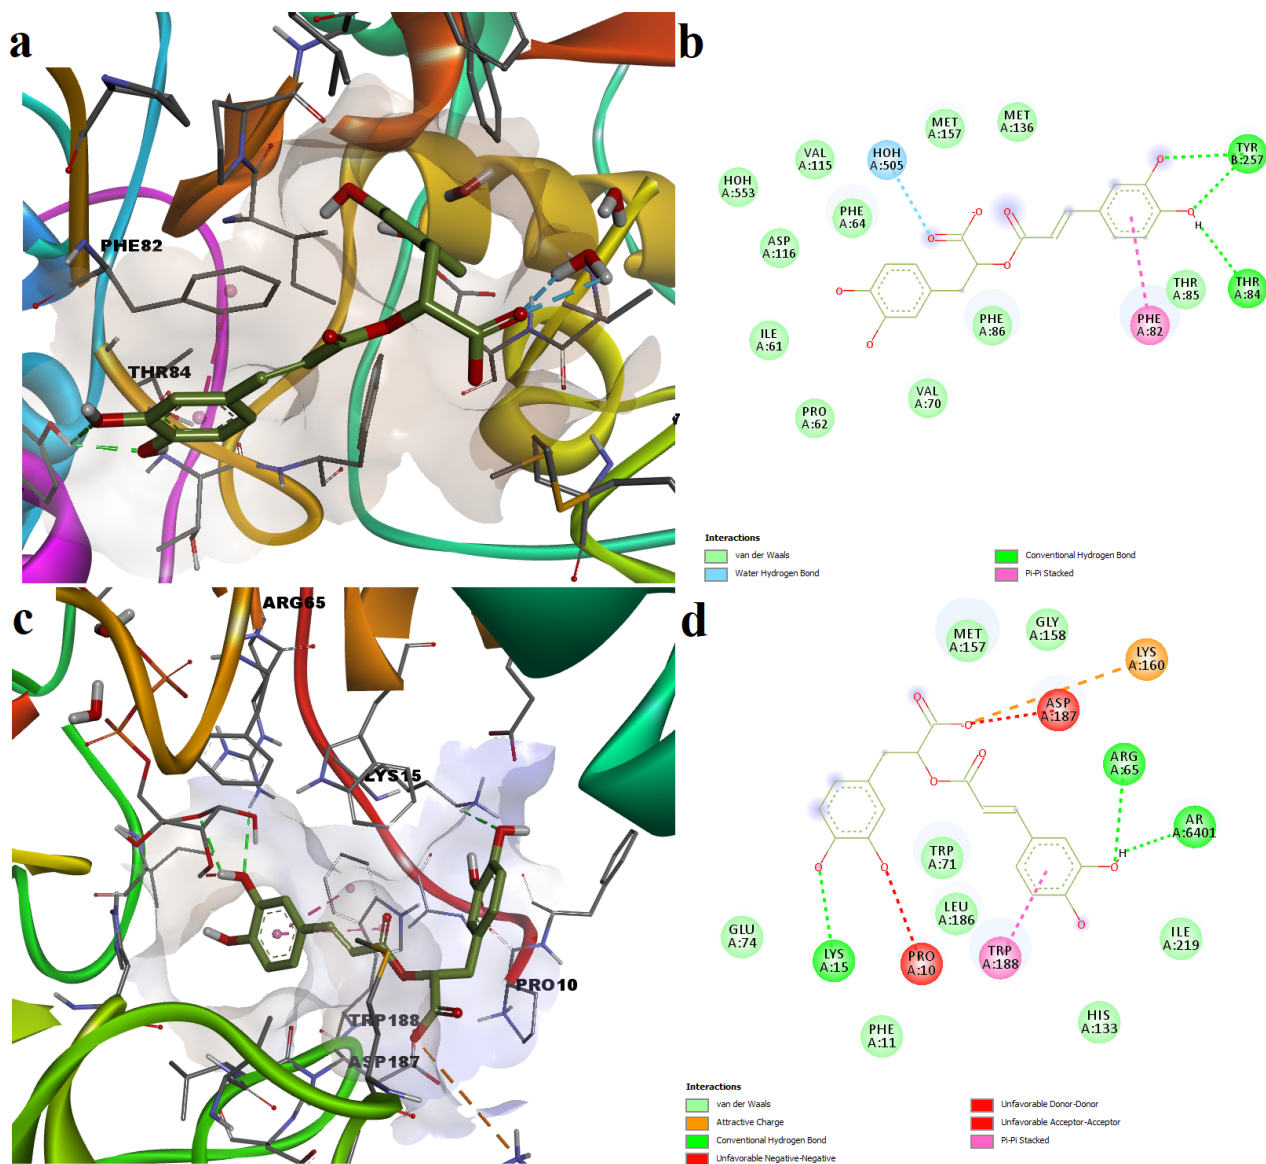 a
PHE82
THR84
b
MET
A:157
MET
A:136
VAL
A:115
HOH
A:505
TYR
B:257
HOH
A:553
PHE
A:64
ASP
A:116
THR
A:85
THR
A:84
H
PHE
A:86
PHE
A:82
ILE
A:61
VAL
A:70
PRO
A:62
Interactions
van der Waals
Water Hydrogen Bond
Conventional Hydrogen Bond
Pi-Pi Stacked
c
ARG65
LYS15
PRO10
TRP188
ASP187
d
MET
A:157
GLY
A:158
LYS
A:160
ASP
A:187
ARG
A:65
AR
A:6401
H
TRP
A:71
LEU
A:186
GLU
A:74
LYS
A:15
PRO
A:10
TRP
A:188
ILE
A:219
PHE
A:11
HIS
A:133
Interactions
van der Waals
Attractive Charge
Conventional Hydrogen Bond
Unfavorable Negative-Negative
Unfavorable Donor-Donor
Unfavorable Acceptor-Acceptor
Pi-Pi Stacked